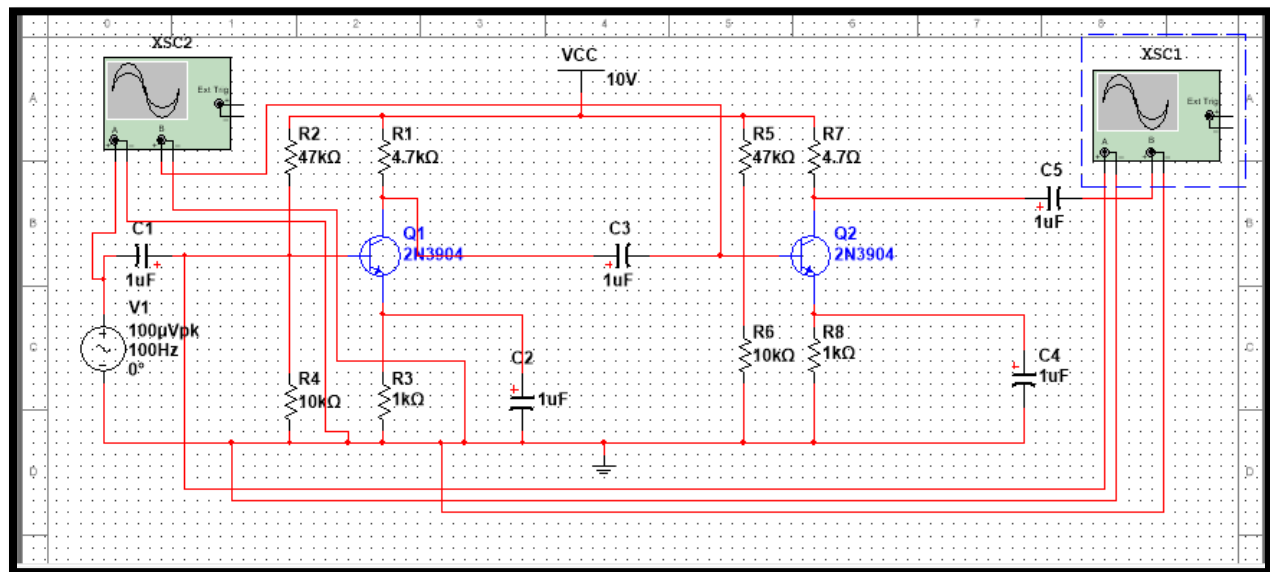 0 1 2 3 4 5 6 7 8
XSC2
Ext Trig
A B
VCC
10V
XSC1
Ext Trig
A B
A
A
R2
47kΩ
R1
4.7kΩ
R5
47kΩ
R7
4.7Ω
C5
1uF
B
B
C1
1uF
Q1
2N3904
C3
1uF
Q2
2N3904
V1
100µVpk
100Hz
0°
C
C
R4
10kΩ
R3
1kΩ
C2
1uF
R6
10kΩ
R8
1kΩ
C4
1uF
D
D